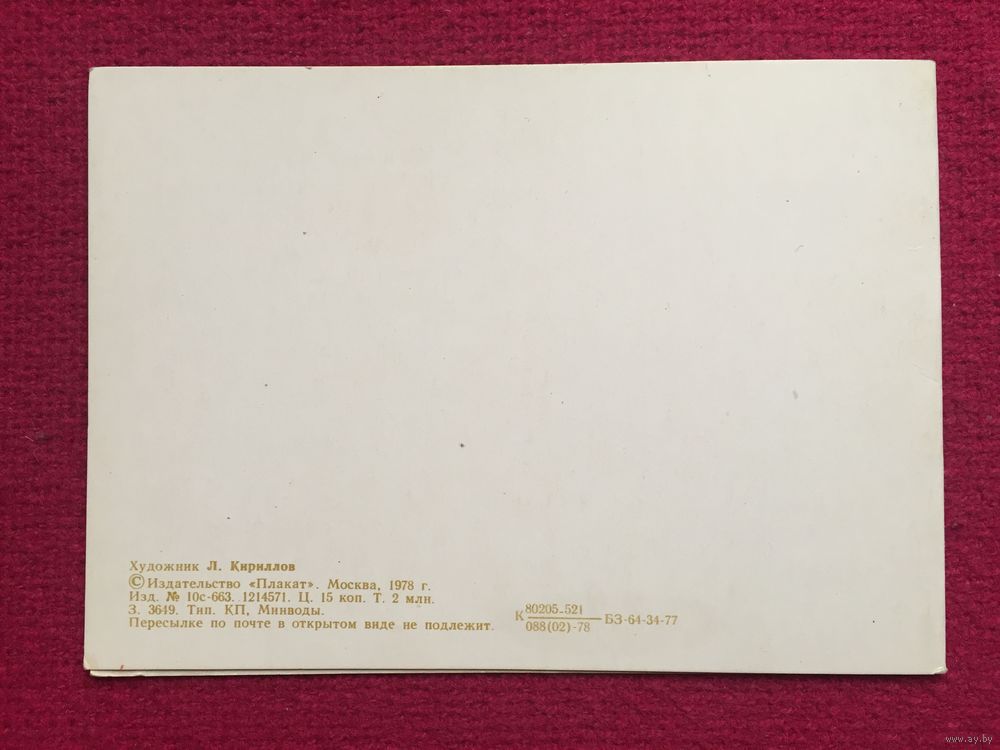 Художник Л. Кириллов
© Издательство «Плакат». Москва, 1978 г.
Изд. № 10с-663. 1214571. Ц. 15 коп. Т. 2 млн.
З. 3649. Тип. КП, Минводы.
Пересылке по почте в открытом виде не подлежит.
К 80205-521 БЗ-64-34-77
088(02)-78
www.ay.by